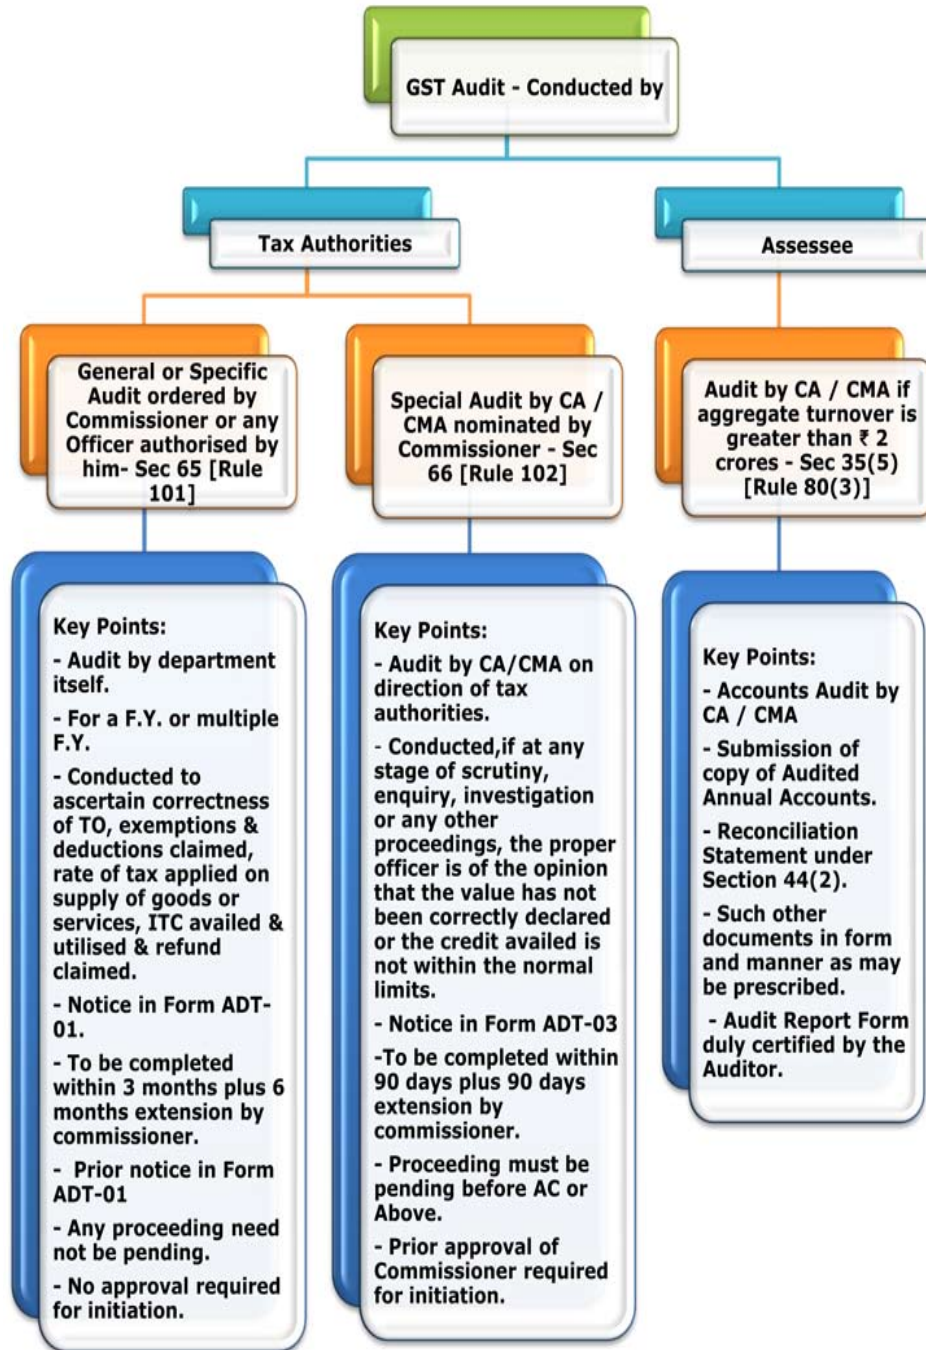 GST Audit - Conducted by
Tax Authorities
Assessee
General or Specific
Audit ordered by
Commissioner or any
Officer authorised by
him- Sec 65 [Rule
101]
Special Audit by CA /
CMA nominated by
Commissioner - Sec
66 [Rule 102]
Audit by CA / CMA if
aggregate turnover is
greater than ₹ 2
crores - Sec 35(5)
[Rule 80(3)]
Key Points:
- Audit by department
itself.
- For a F.Y. or multiple
F.Y.
- Conducted to
ascertain correctness
of TO, exemptions &
deductions claimed,
rate of tax applied on
supply of goods or
services, ITC availed &
utilised & refund
claimed.
- Notice in Form ADT-
01.
- To be completed
within 3 months plus 6
months extension by
commissioner.
- Prior notice in Form
ADT-01
- Any proceeding need
not be pending.
- No approval required
for initiation.
Key Points:
- Audit by CA/CMA on
direction of tax
authorities.
- Conducted,if at any
stage of scrutiny,
enquiry, investigation
or any other
proceedings, the proper
officer is of the opinion
that the value has not
been correctly declared
or the credit availed is
not within the normal
limits.
- Notice in Form ADT-03
-To be completed within
90 days plus 90 days
extension by
commissioner.
- Proceeding must be
pending before AC or
Above.
- Prior approval of
Commissioner required
for initiation.
Key Points:
- Accounts Audit by
CA / CMA
- Submission of
copy of Audited
Annual Accounts.
- Reconciliation
Statement under
Section 44(2).
- Such other
documents in form
and manner as may
be prescribed.
- Audit Report Form
duly certified by the
Auditor.